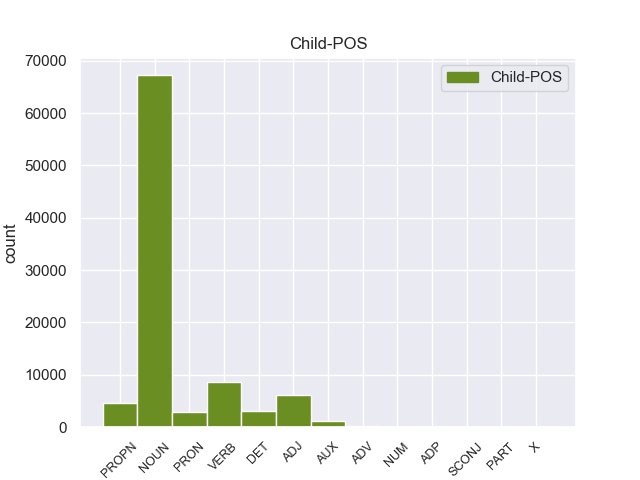 Child-POS
70000
60000
50000
40000
30000
20000
10000
0
count
Child-POS
PROPN
NOUN
PRON
VERB
DET
ADJ
AUX
ADV
NUM
ADP
SCONJ
PART
X